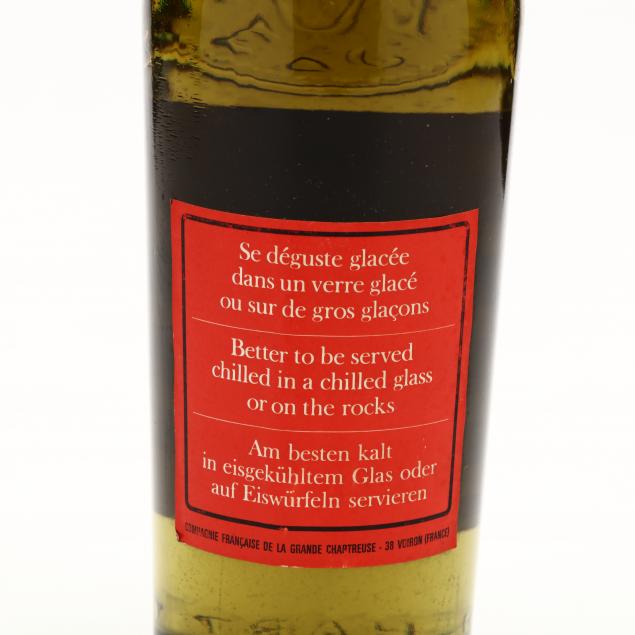 Se déguste glacée
dans un verre glacé
ou sur de gros glaçons
Better to be served
chilled in a chilled glass
or on the rocks
Am besten kalt
in eisgekühltem Glas oder
auf Eiswürfeln servieren
COMPAGNIE FRANÇAISE DE LA GRANDE CHARTREUSE - 38 VOIRON (FRANCE)